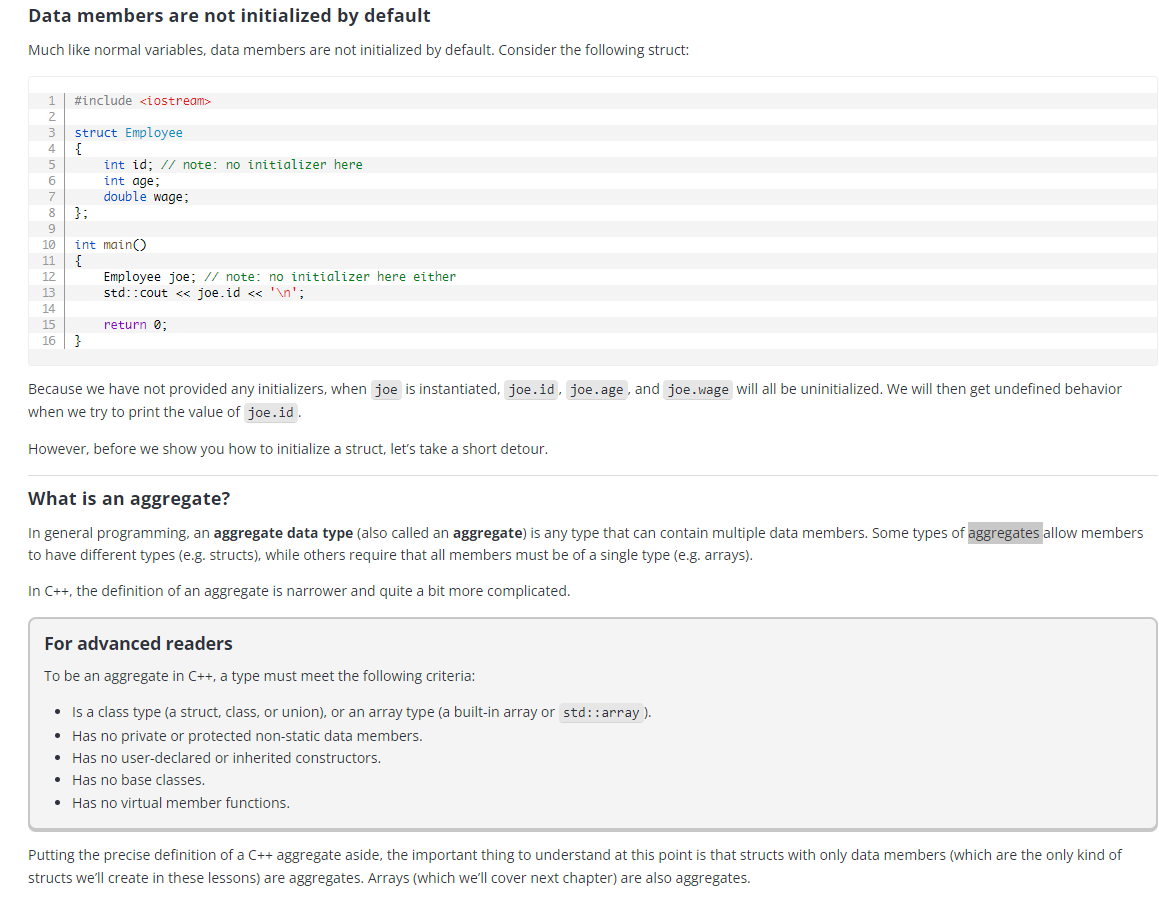 Data members are not initialized by default
Much like normal variables, data members are not initialized by default. Consider the following struct:
1 #include <iostream>
2
3 struct Employee
4 {
5     int id; // note: no initializer here
6     int age;
7     double wage;
8 };
9
10 int main()
11 {
12     Employee joe; // note: no initializer here either
13     std::cout << joe.id << '\n';
14
15     return 0;
16 }
Because we have not provided any initializers, when joe is instantiated, joe.id, joe.age, and joe.wage will all be uninitialized. We will then get undefined behavior
when we try to print the value of joe.id.
However, before we show you how to initialize a struct, let’s take a short detour.
What is an aggregate?
In general programming, an aggregate data type (also called an aggregate) is any type that can contain multiple data members. Some types of aggregates allow members
to have different types (e.g. structs), while others require that all members must be of a single type (e.g. arrays).
In C++, the definition of an aggregate is narrower and quite a bit more complicated.
For advanced readers
To be an aggregate in C++, a type must meet the following criteria:
• Is a class type (a struct, class, or union), or an array type (a built-in array or std::array).
• Has no private or protected non-static data members.
• Has no user-declared or inherited constructors.
• Has no base classes.
• Has no virtual member functions.
Putting the precise definition of a C++ aggregate aside, the important thing to understand at this point is that structs with only data members (which are the only kind of
structs we’ll create in these lessons) are aggregates. Arrays (which we’ll cover next chapter) are also aggregates.